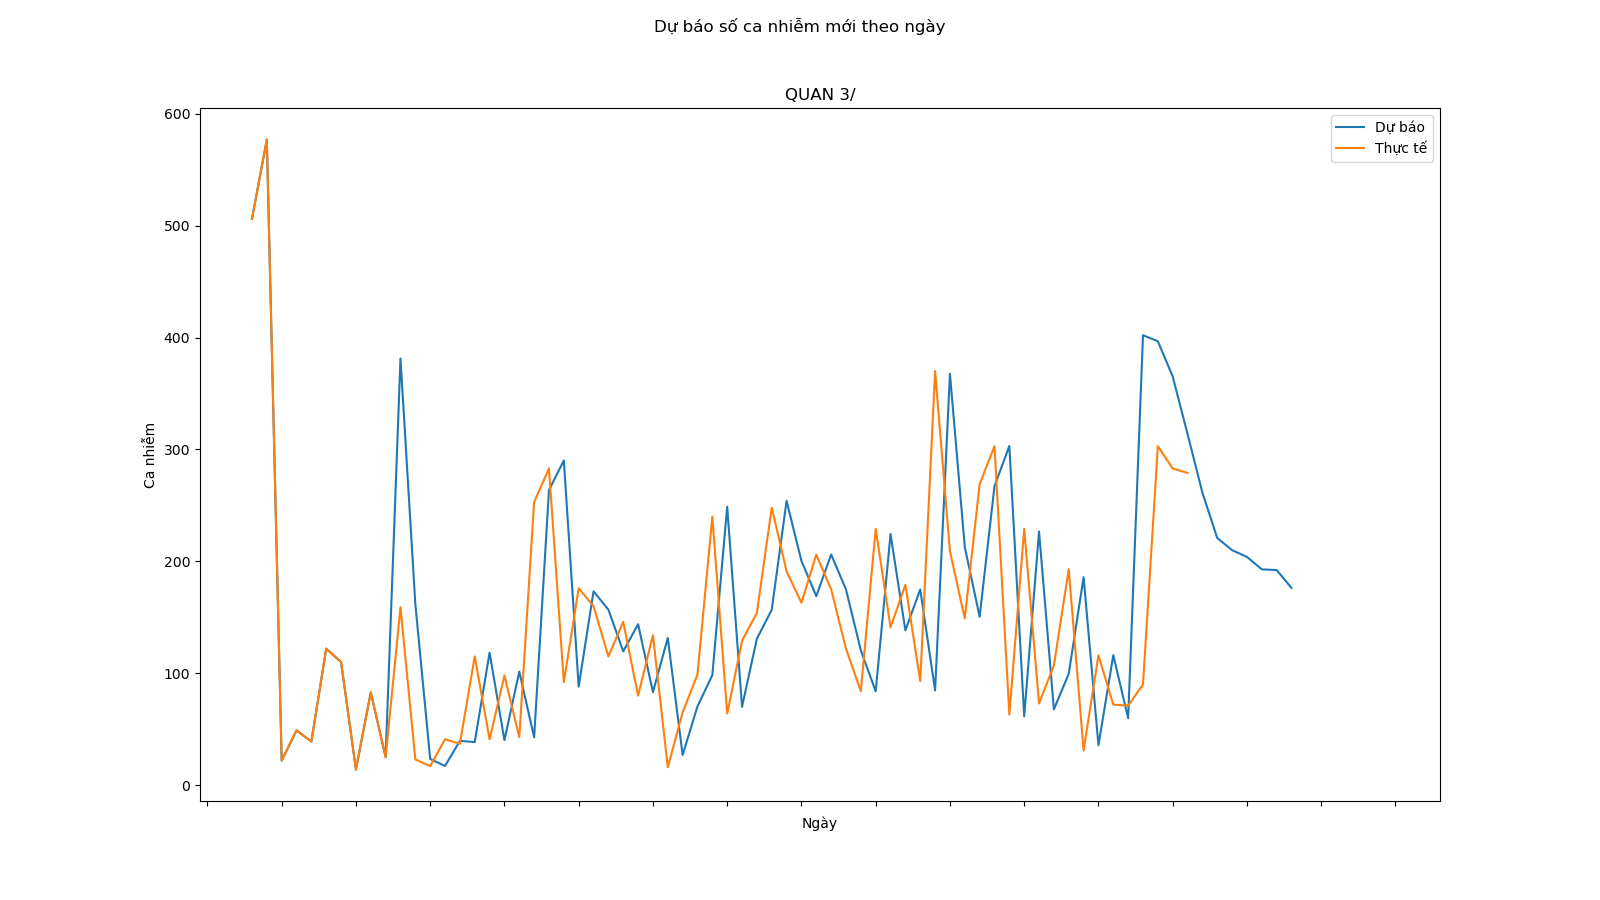 Dự báo số ca nhiễm mới theo ngày
QUAN 3/
600
500
400
300
200
100
0
Ca nhiễm
Ngày
Dự báo
Thực tế